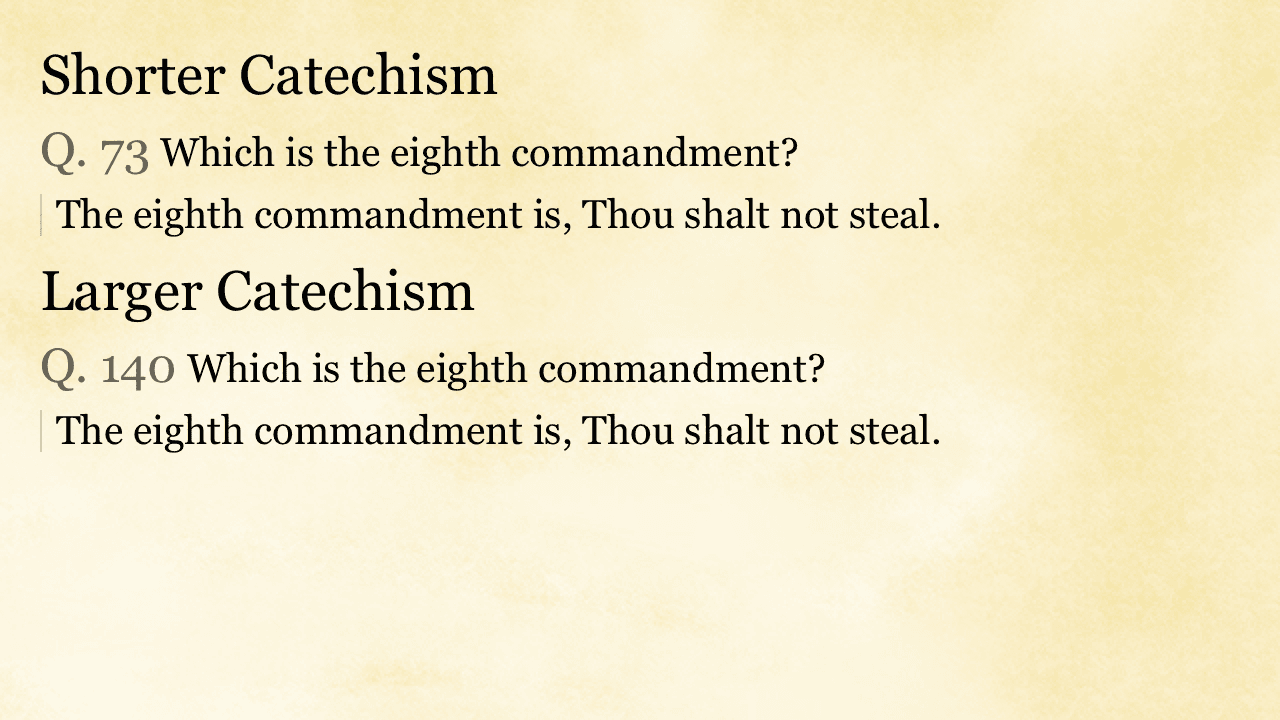 Shorter Catechism
Q. 73 Which is the eighth commandment?
The eighth commandment is, Thou shalt not steal.
Larger Catechism
Q. 140 Which is the eighth commandment?
The eighth commandment is, Thou shalt not steal.